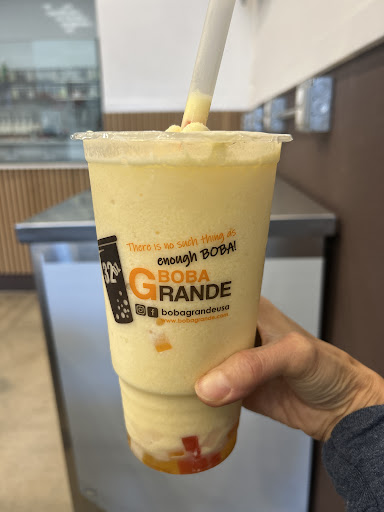 There is no such thing as
enough BOBA!
32oz
BOBA
GRANDE
bobagrandeusa
www.bobagrande.com